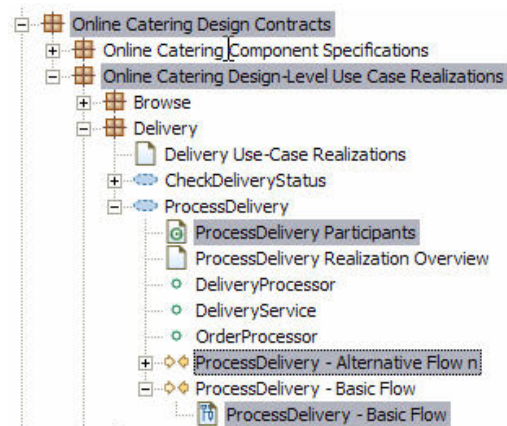 Online Catering Design Contracts
Online Catering Component Specifications
Online Catering Design-Level Use Case Realizations
Browse
Delivery
Delivery Use-Case Realizations
CheckDeliveryStatus
ProcessDelivery
ProcessDelivery Participants
ProcessDelivery Realization Overview
DeliveryProcessor
DeliveryService
OrderProcessor
ProcessDelivery - Alternative Flow n
ProcessDelivery - Basic Flow
ProcessDelivery - Basic Flow